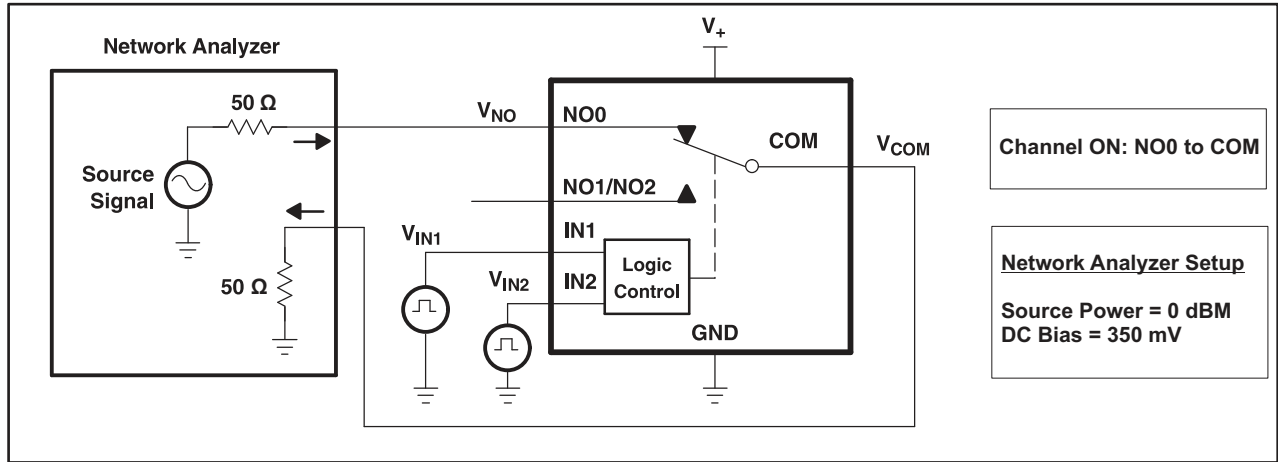 V+
Network Analyzer
50 Ω
VNO
NO0
COM
VCOM
Channel ON: NO0 to COM
Source
Signal
NO1/NO2
VIN1
IN1
50 Ω
VIN2
IN2
Logic
Control
GND
Network Analyzer Setup
Source Power = 0 dBM
DC Bias = 350 mV